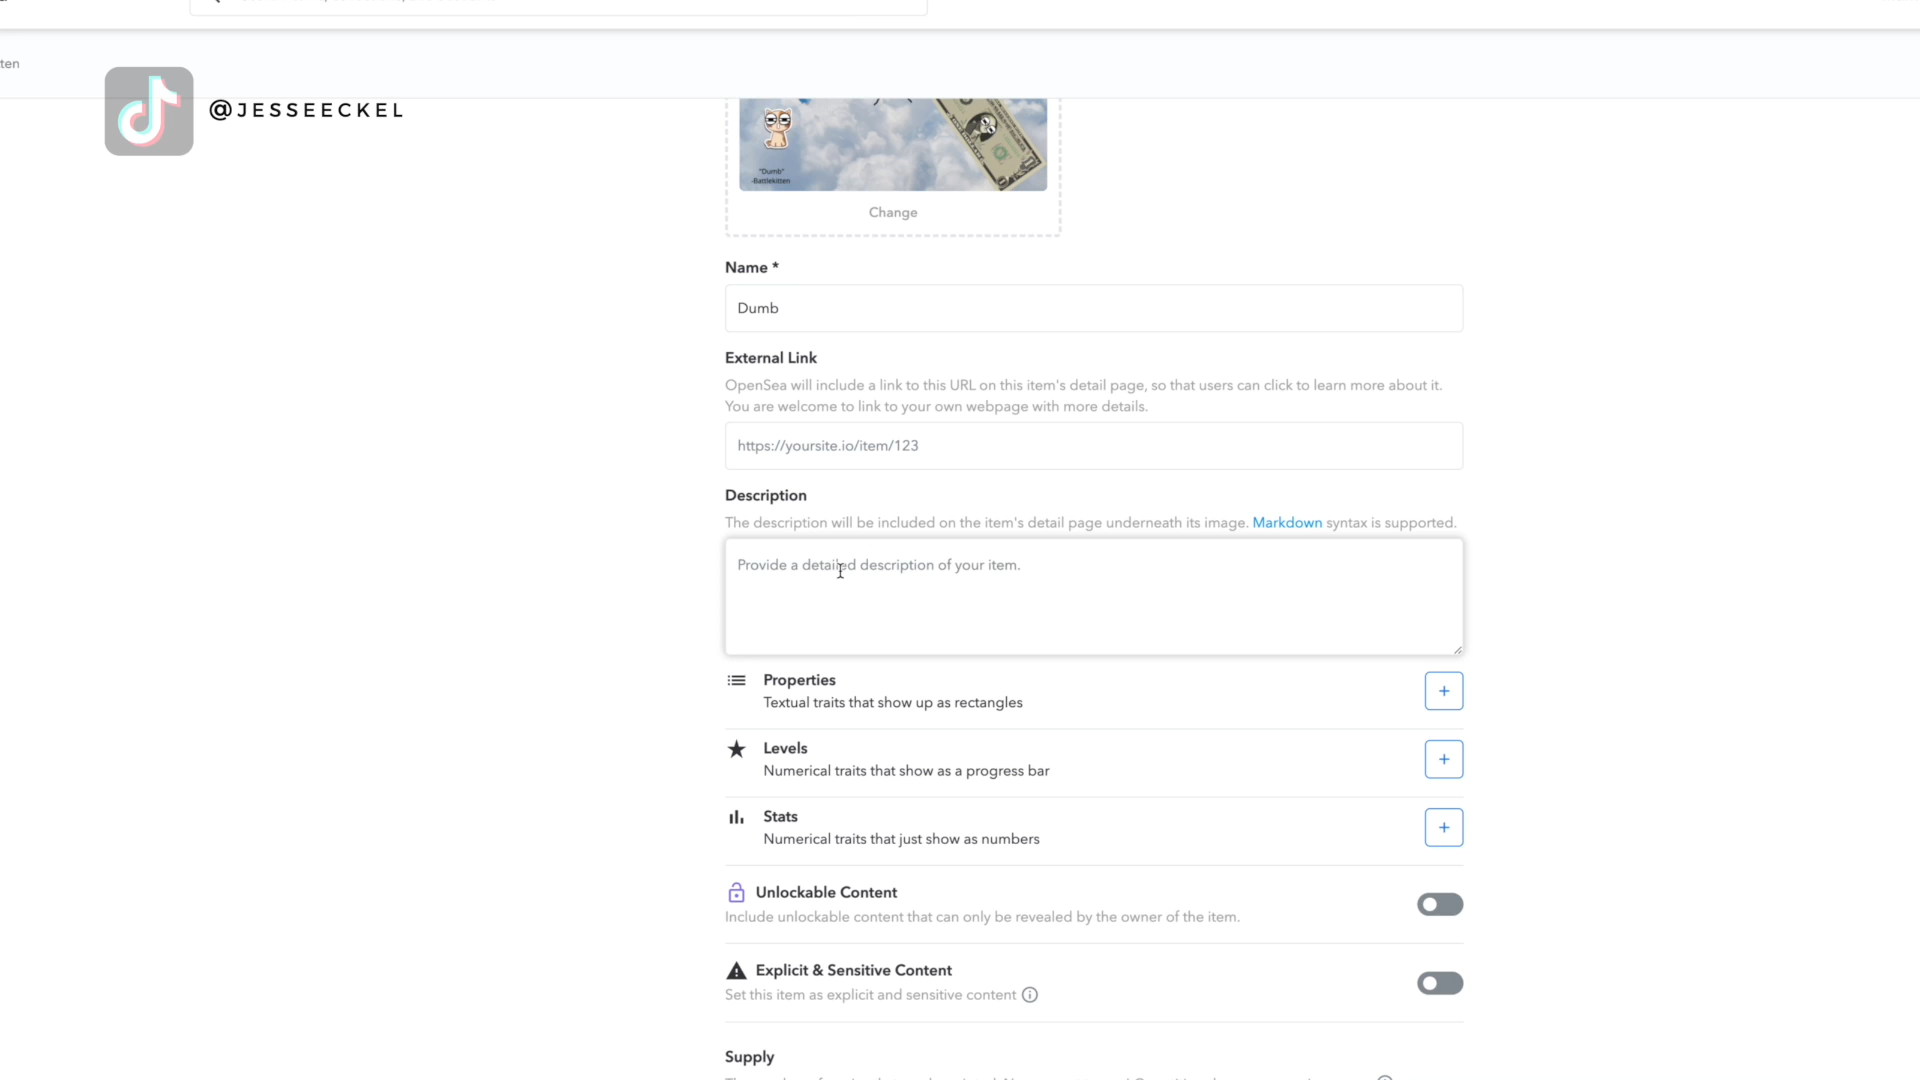 ten
@JESSEECKEL
"Dumb"
-Battlekitten
Change
Name *
Dumb
External Link
OpenSea will include a link to this URL on this item's detail page, so that users can click to learn more about it.
You are welcome to link to your own webpage with more details.
https://yoursite.io/item/123
Description
The description will be included on the item's detail page underneath its image. Markdown syntax is supported.
Provide a detailed description of your item.
Properties
Textual traits that show up as rectangles
Levels
Numerical traits that show as a progress bar
Stats
Numerical traits that just show as numbers
Unlockable Content
Include unlockable content that can only be revealed by the owner of the item.
Explicit & Sensitive Content
Set this item as explicit and sensitive content
Supply